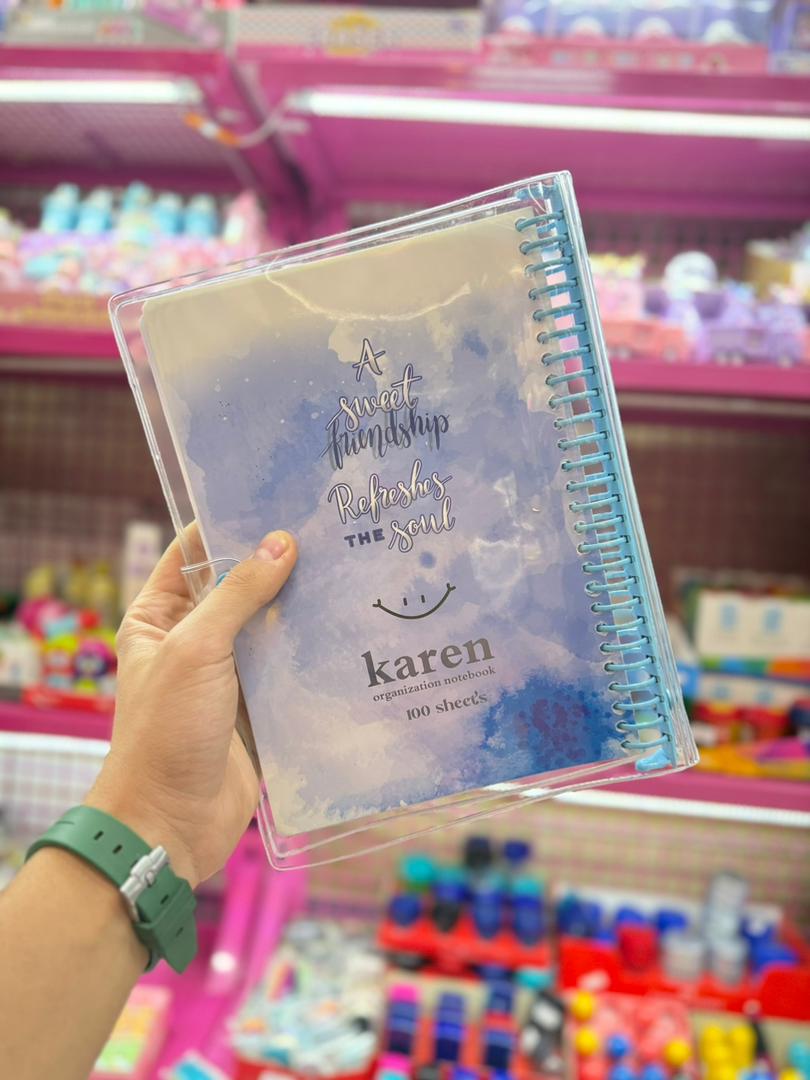 A
sweet
friendship
Refreshes
THE soul
karen
organization notebook
100 sheet's